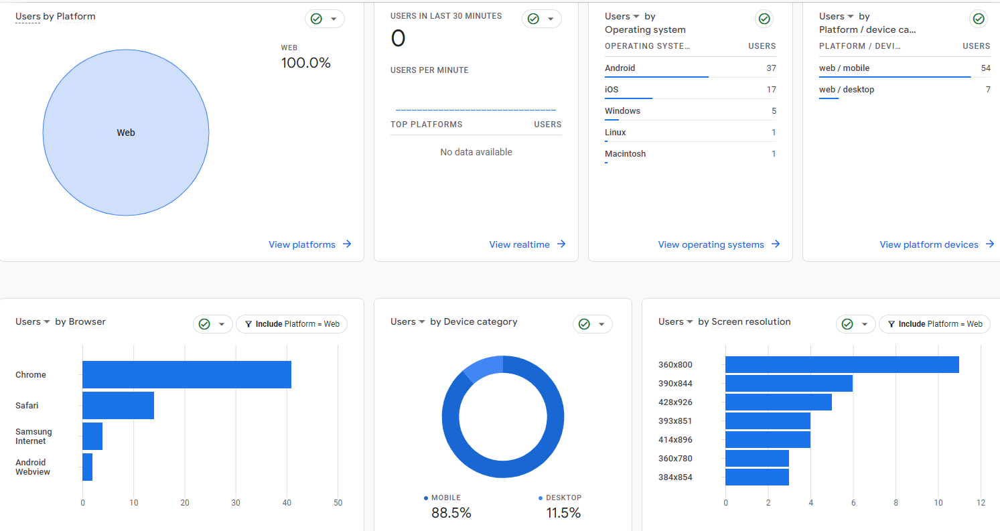 Users by Platform
WEB
100.0%
Web
View platforms
USERS IN LAST 30 MINUTES
0
USERS PER MINUTE
TOP PLATFORMS USERS
No data available
View realtime
Users by
Operating system
OPERATING SYSTE... USERS
Android 37
iOS 17
Windows 5
Linux 1
Macintosh 1
View operating systems
Users by
Platform / device ca...
PLATFORM / DEVI... USERS
web / mobile 54
web / desktop 7
View platform devices
Users by Browser
Include Platform = Web
Chrome
Safari
Samsung
Internet
Android
Webview
0 10 20 30 40 50
Users by Device category
MOBILE DESKTOP
88.5% 11.5%
Users by Screen resolution
Include Platform = Web
360x800
390x844
428x926
393x851
414x896
360x780
384x854
0 2 4 6 8 10 12